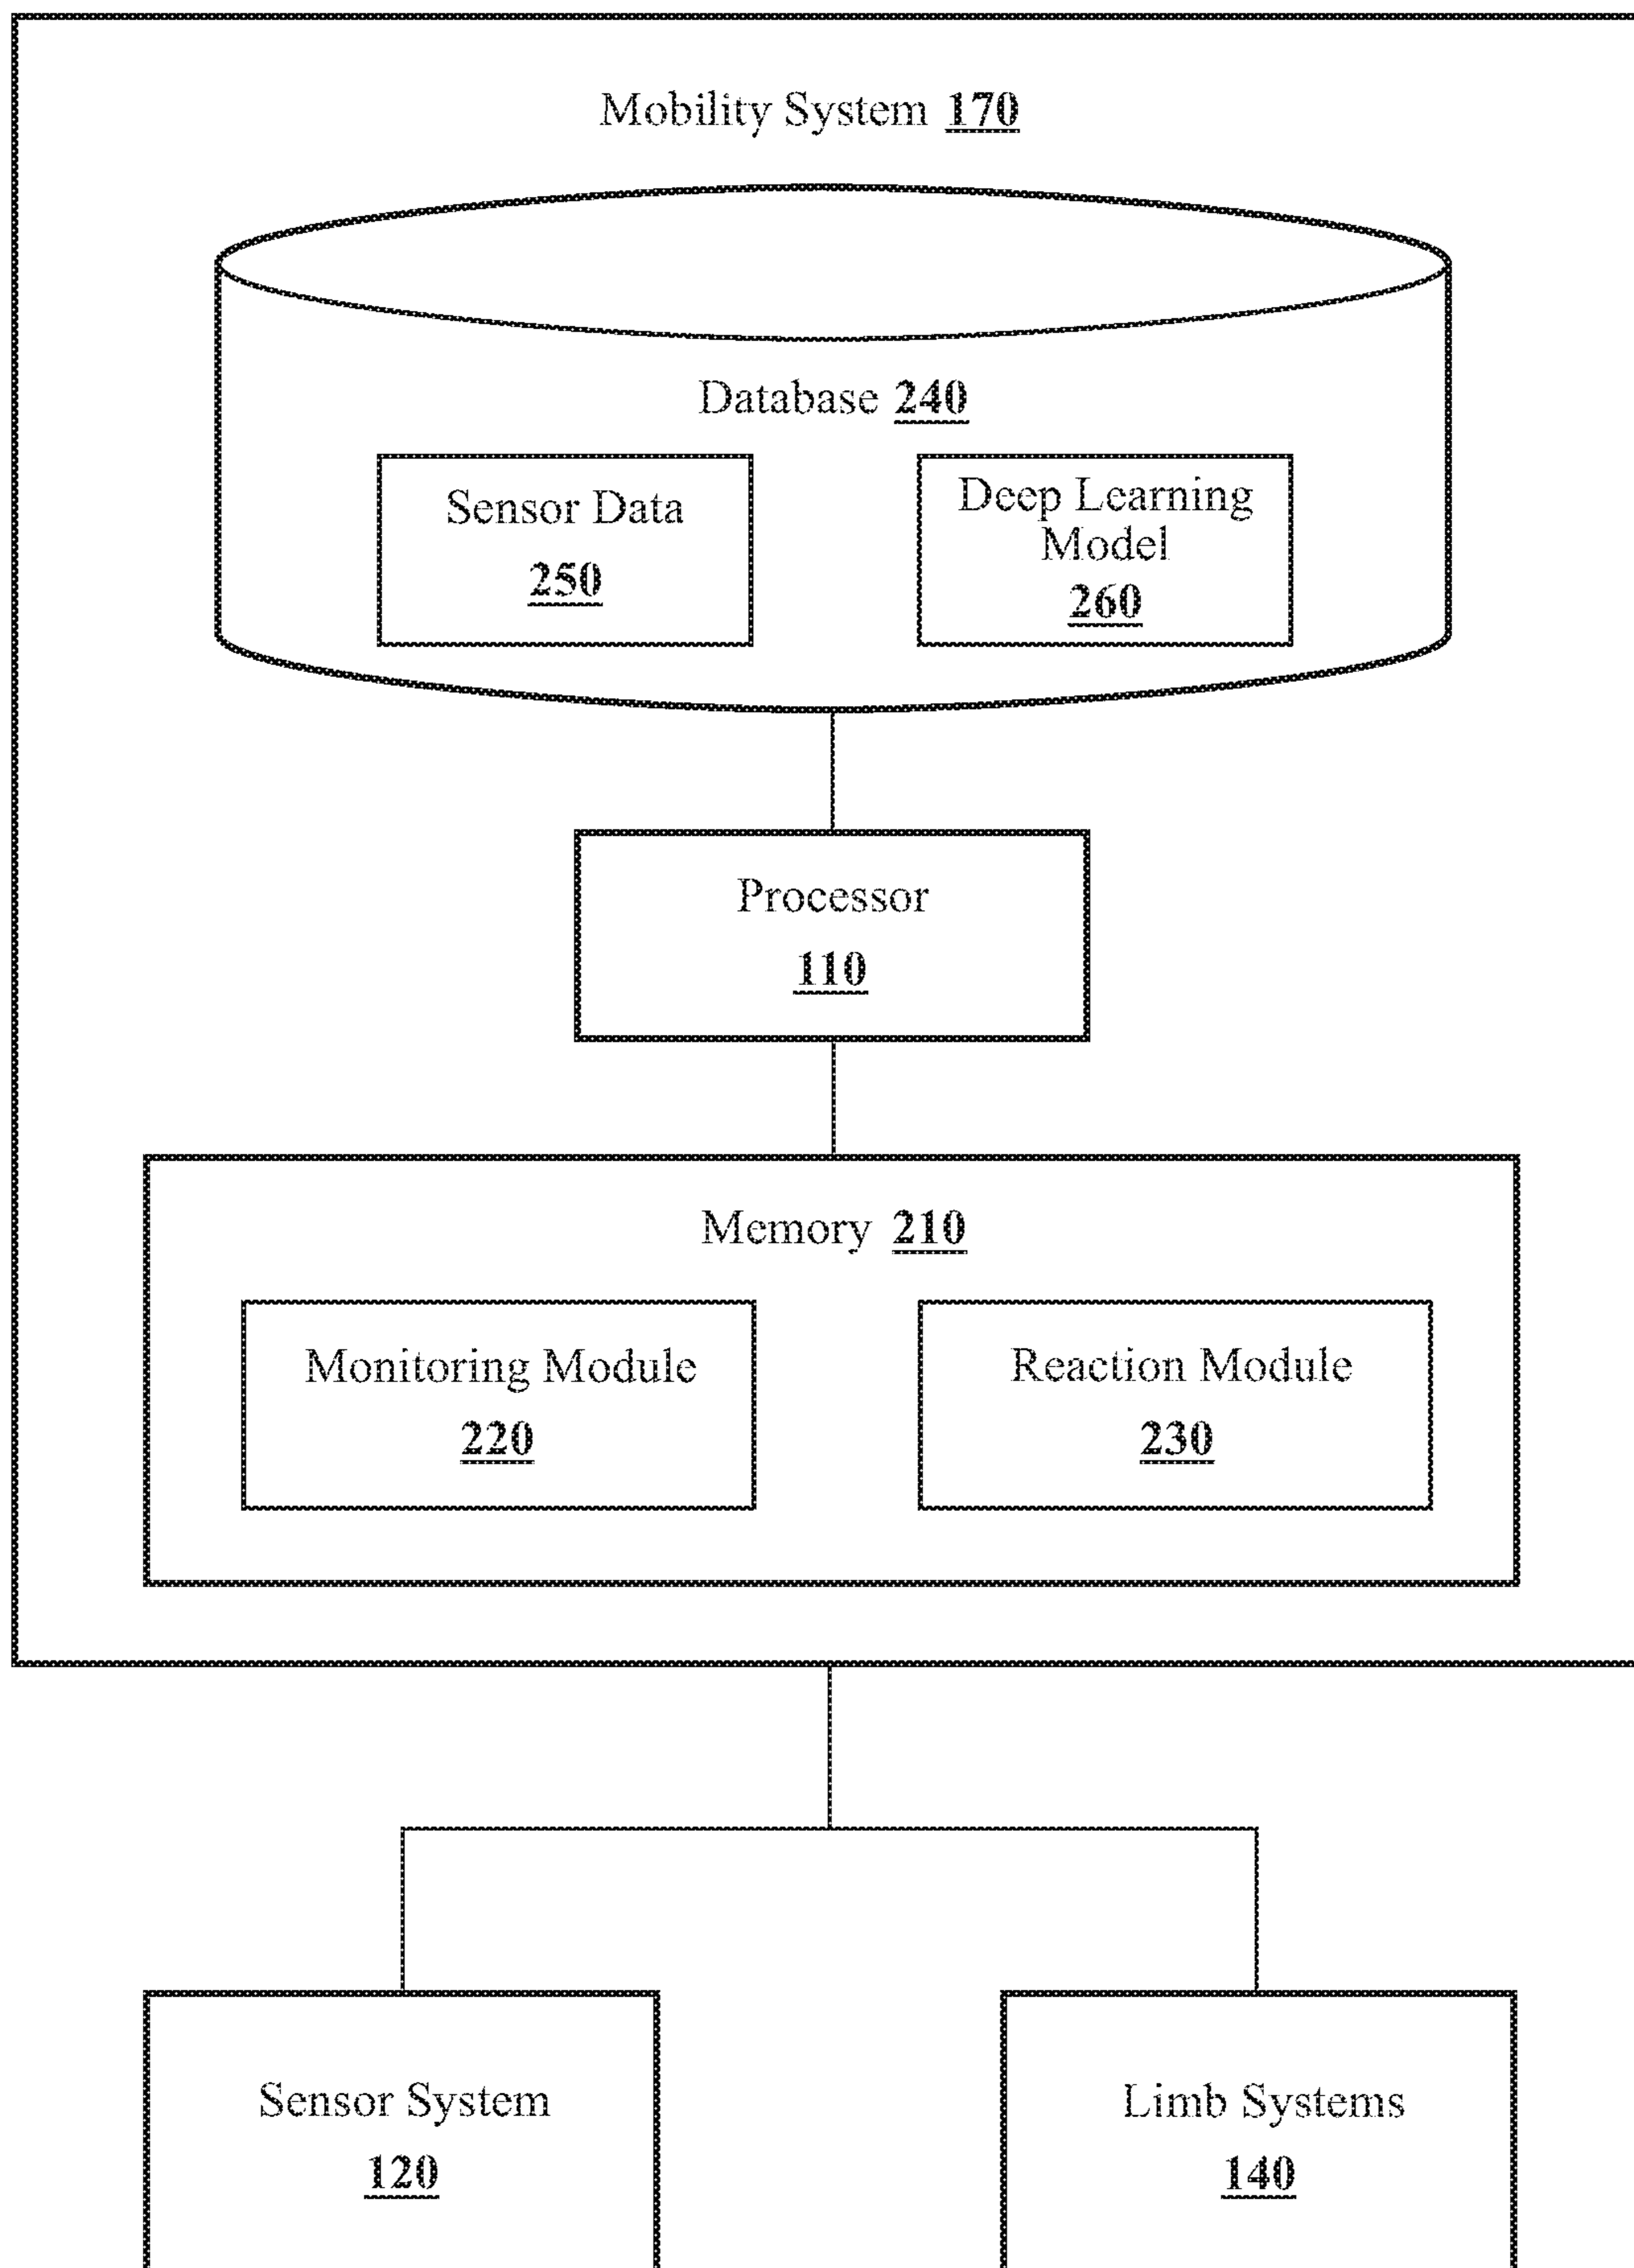 Mobility System 170
Database 240
Sensor Data
250
Deep Learning
Model
260
Processor
110
Memory 210
Monitoring Module
220
Reaction Module
230
Sensor System
120
Limb Systems
140